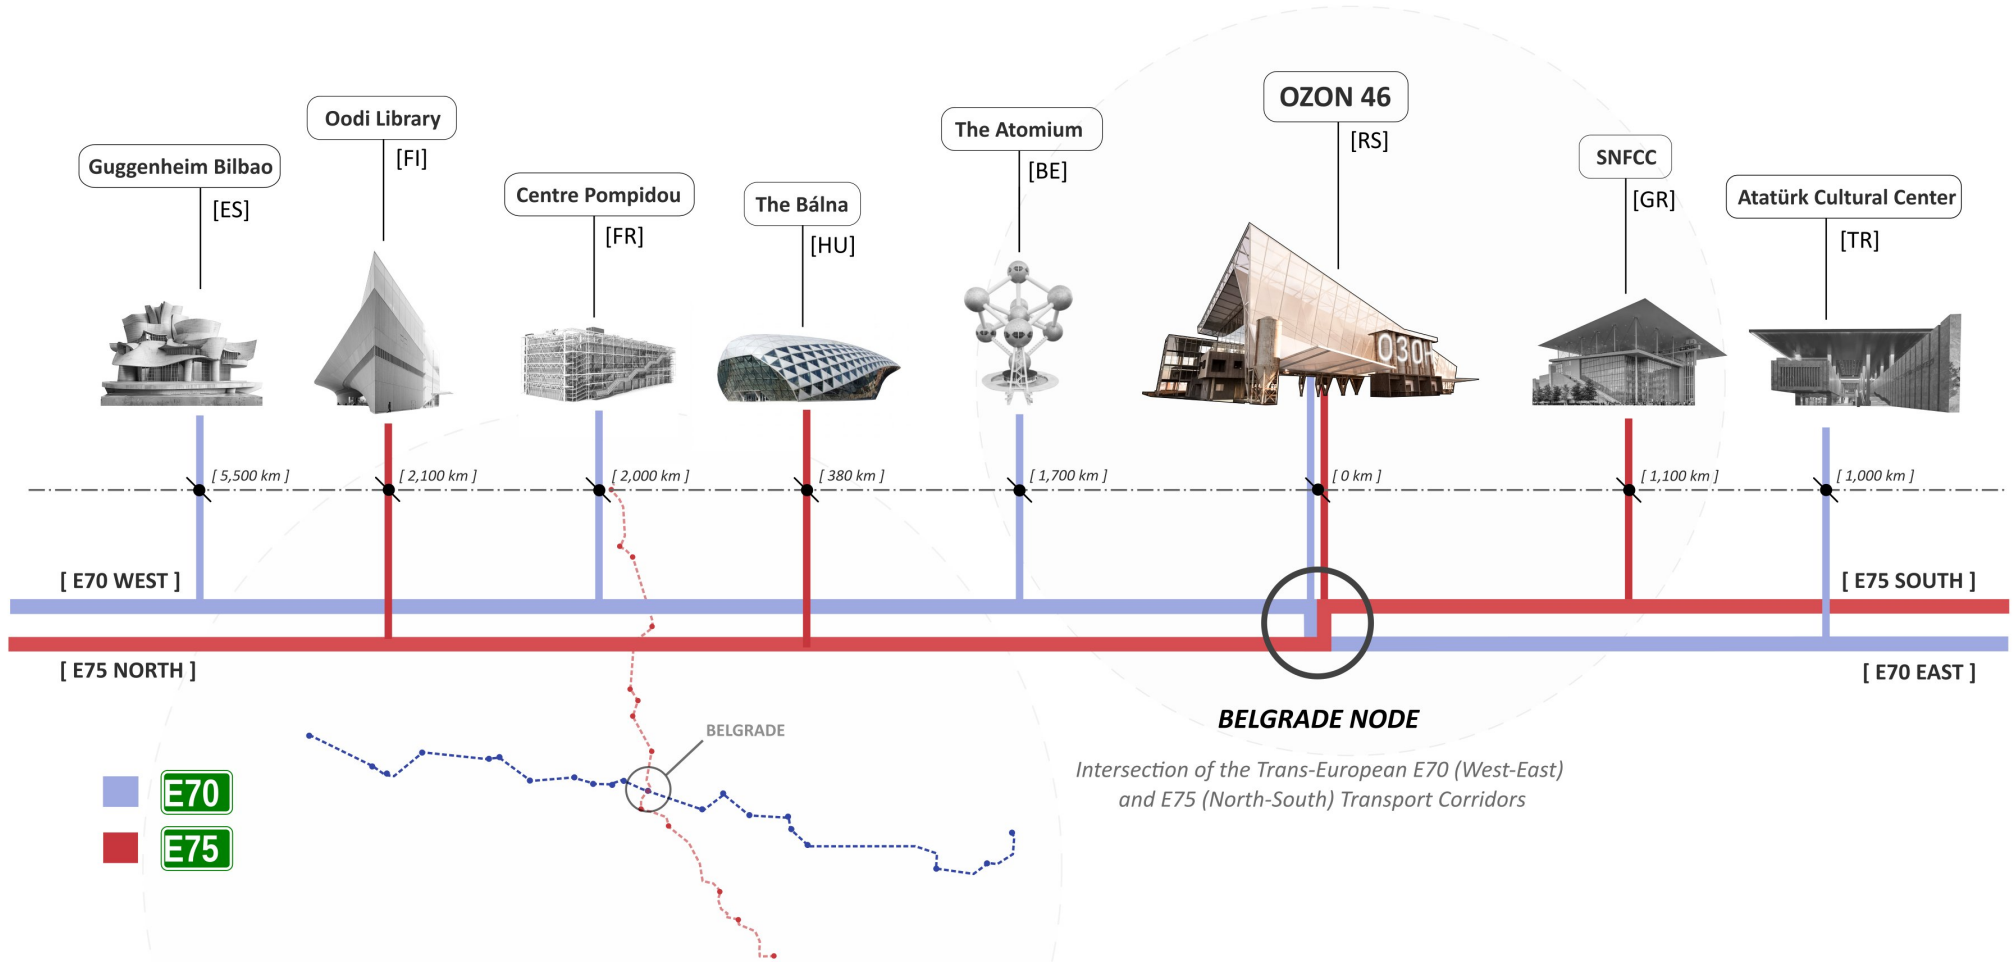 Guggenheim Bilbao
[ES]
Oodi Library
[FI]
Centre Pompidou
[FR]
The Bálna
[HU]
The Atomium
[BE]
OZON 46
[RS]
SNFCC
[GR]
Atatürk Cultural Center
[TR]
[ 5,500 km ]
[ 2,100 km ]
[ 2,000 km ]
[ 380 km ]
[ 1,700 km ]
[ 0 km ]
[ 1,100 km ]
[ 1,000 km ]
[ E70 WEST ]
[ E75 SOUTH ]
[ E75 NORTH ]
[ E70 EAST ]
BELGRADE NODE
Intersection of the Trans-European E70 (West-East)
and E75 (North-South) Transport Corridors
BELGRADE
E70
E75